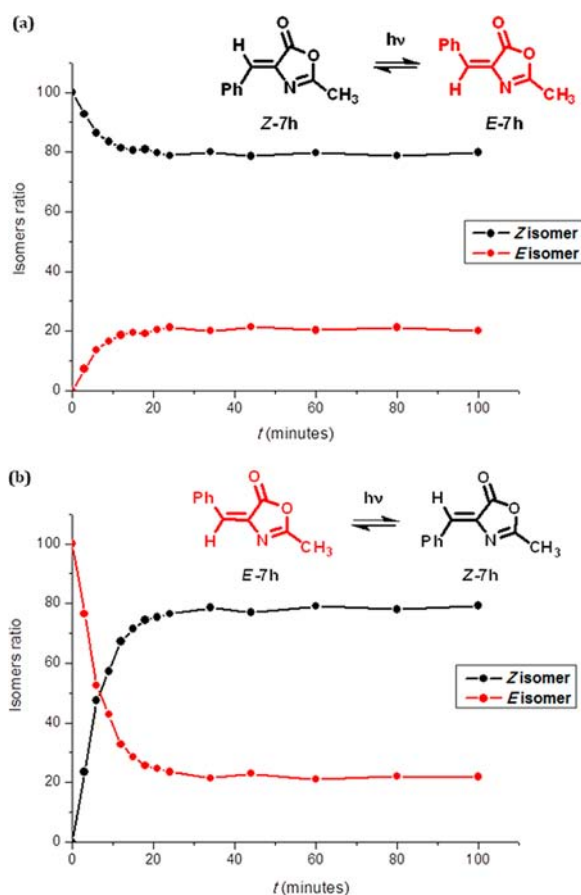 (a)
H O
O
hν
Ph O
O
Ph N CH₃
H N CH₃
Z-7h E-7h
100
80
60
40
20
0
Isomers ratio
Z isomer
E isomer
0 20 40 60 80 100
t (minutes)
(b)
Ph O
O
hν
H O
O
H N CH₃
Ph N CH₃
E-7h Z-7h
100
80
60
40
20
0
Isomers ratio
Z isomer
E isomer
0 20 40 60 80 100
t (minutes)